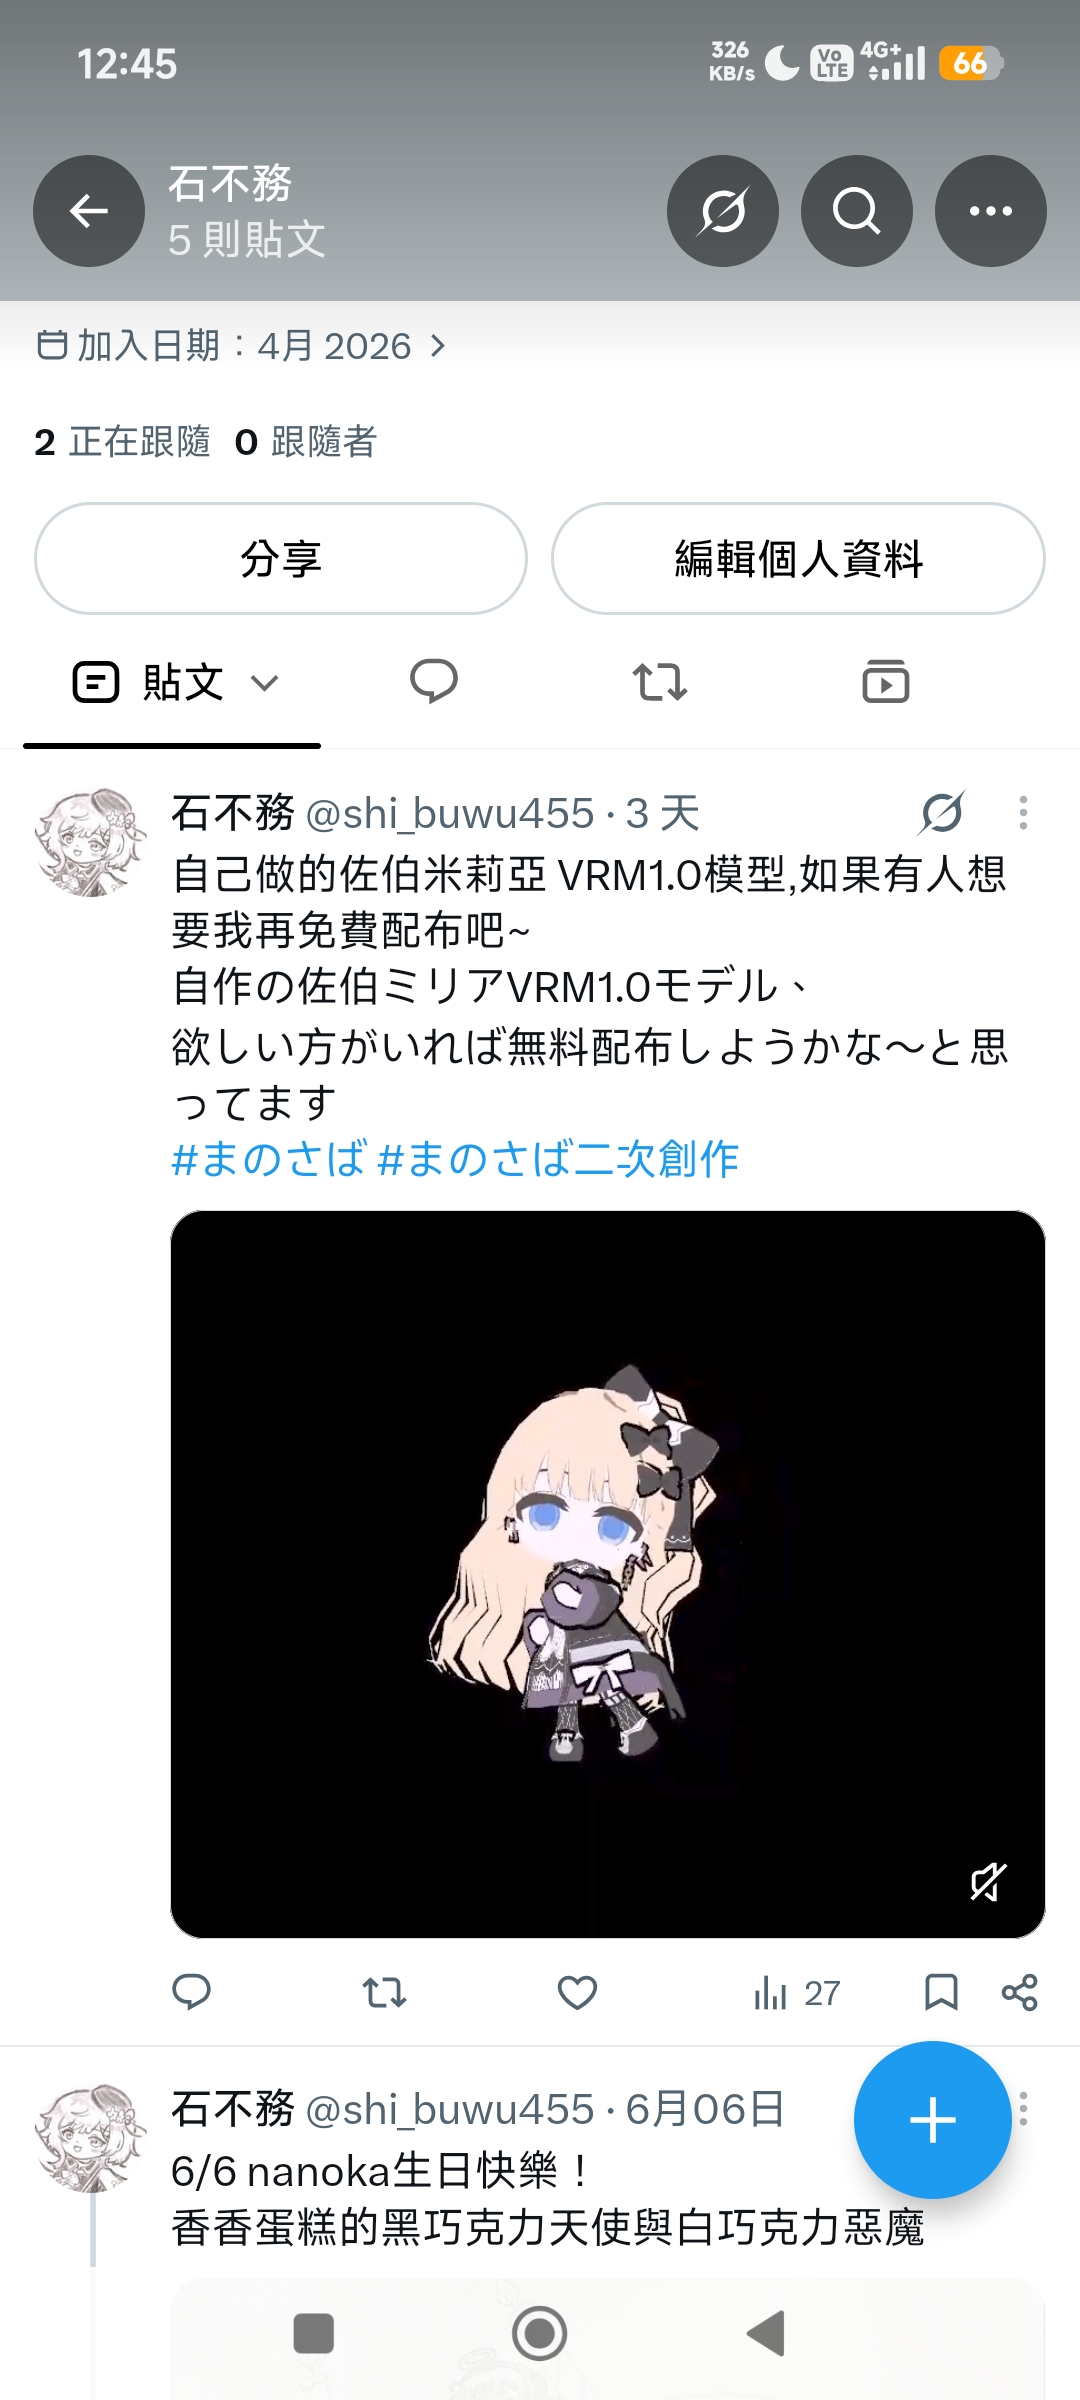 12:45
326 KB/s
Vo LTE
4G+
66
石不務
5 則貼文
加入日期：4月 2026
2 正在跟隨 0 跟隨者
分享
編輯個人資料
貼文
石不務 @shi_buwu455 · 3 天
自己做的佐伯米莉亞 VRM1.0模型,如果有人想
要我再免費配布吧~
自作の佐伯ミリアVRM1.0モデル、
欲しい方がいれば無料配布しようかな〜と思
ってます
#まのさば #まのさば二次創作
27
石不務 @shi_buwu455 · 6月06日
6/6 nanoka生日快樂！
香香蛋糕的黑巧克力天使與白巧克力惡魔